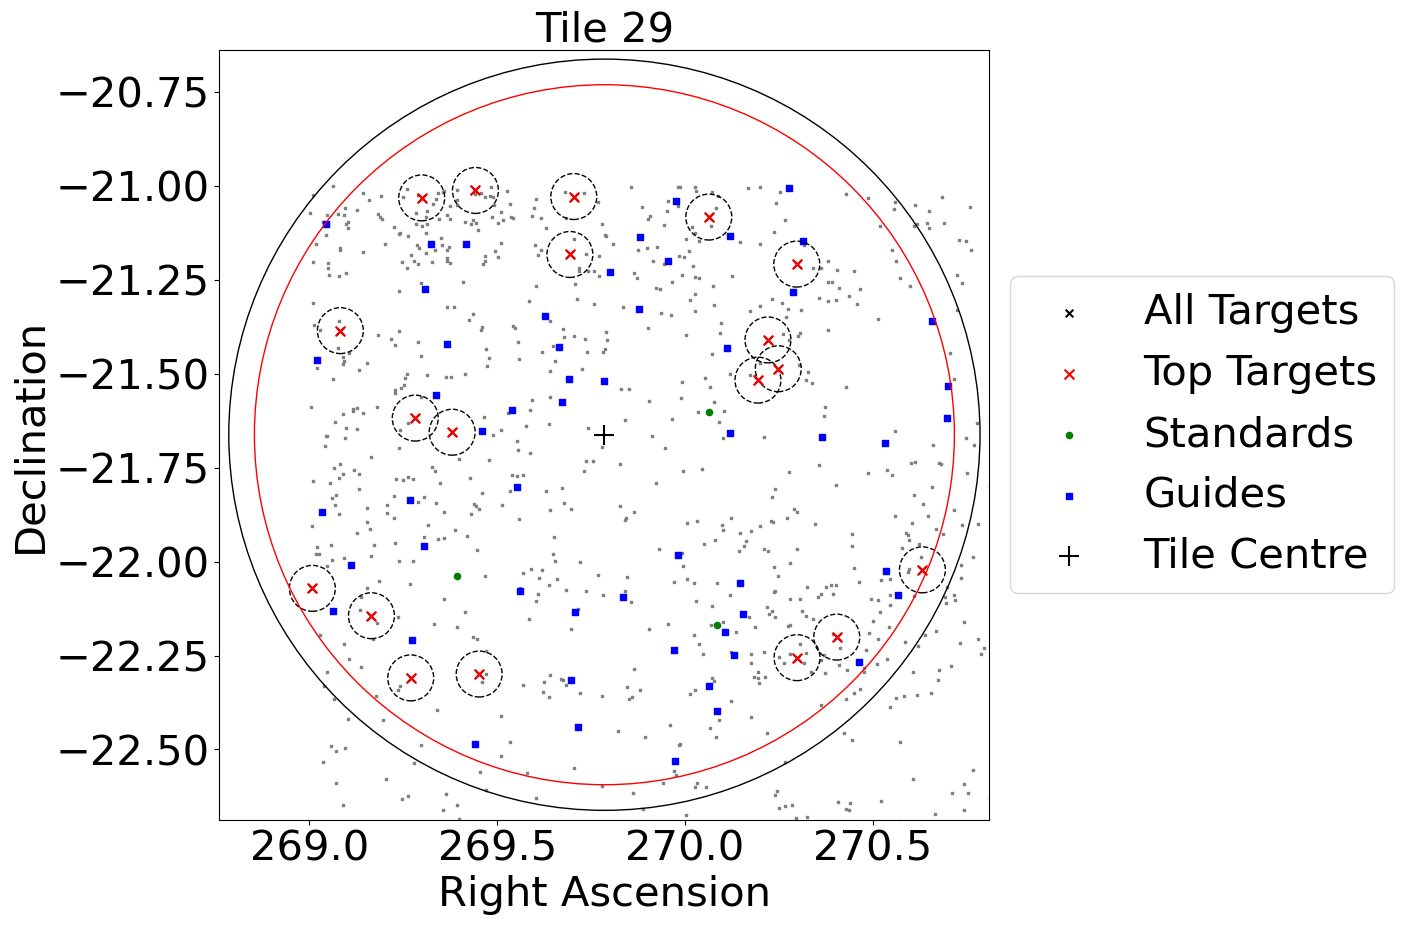 Tile 29
−20.75
−21.00
−21.25
−21.50
−21.75
−22.00
−22.25
−22.50
Declination
269.0 269.5 270.0 270.5
Right Ascension
All Targets
Top Targets
Standards
Guides
Tile Centre